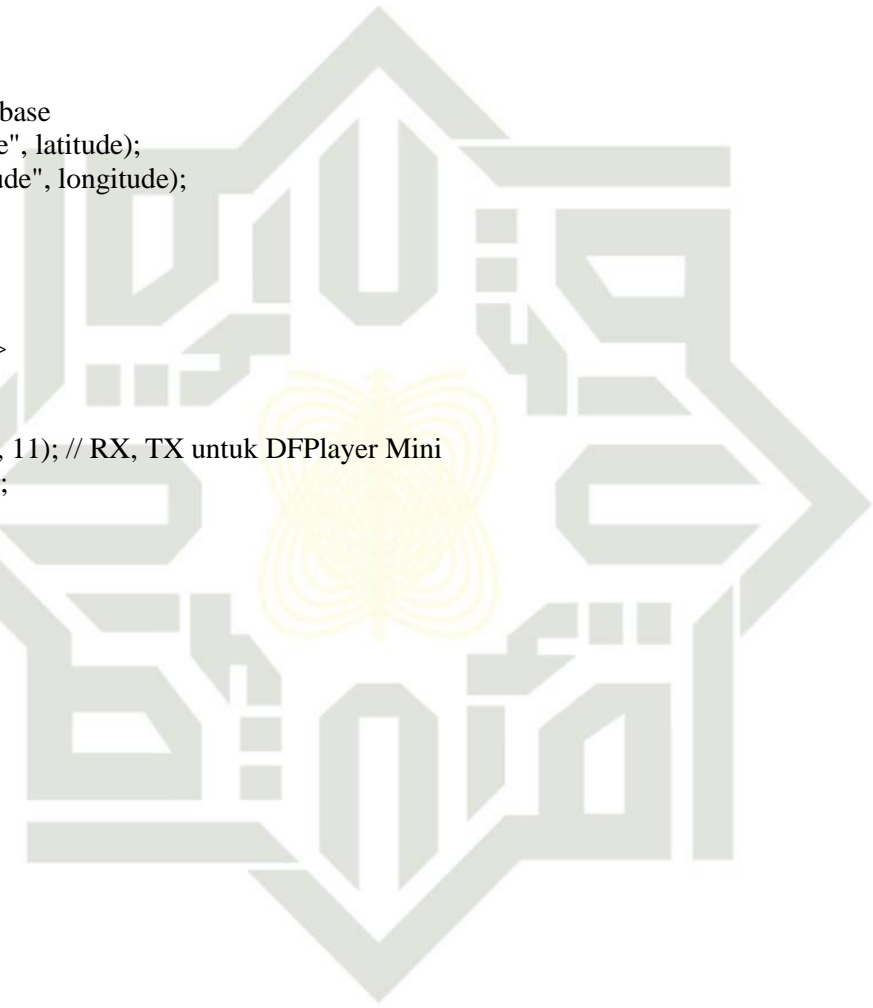 base
e", latitude);
ude", longitude);
>
, 11); // RX, TX untuk DFPlayer Mini
;